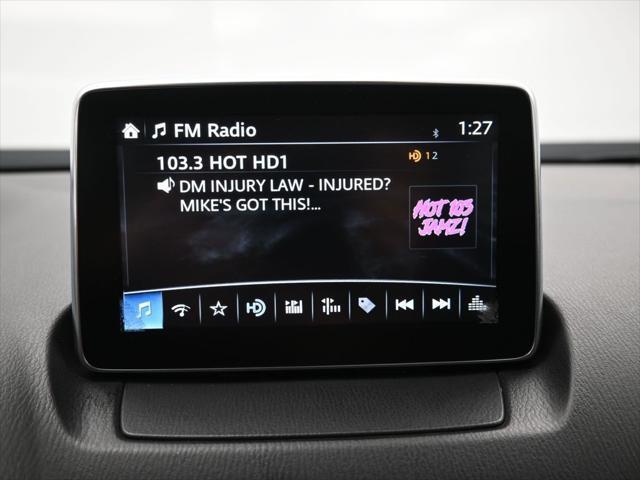 FM Radio
1:27
103.3 HOT HD1
HD 1 2
DM INJURY LAW - INJURED?
MIKE'S GOT THIS!...
HOT 103
JAMZ!
HD